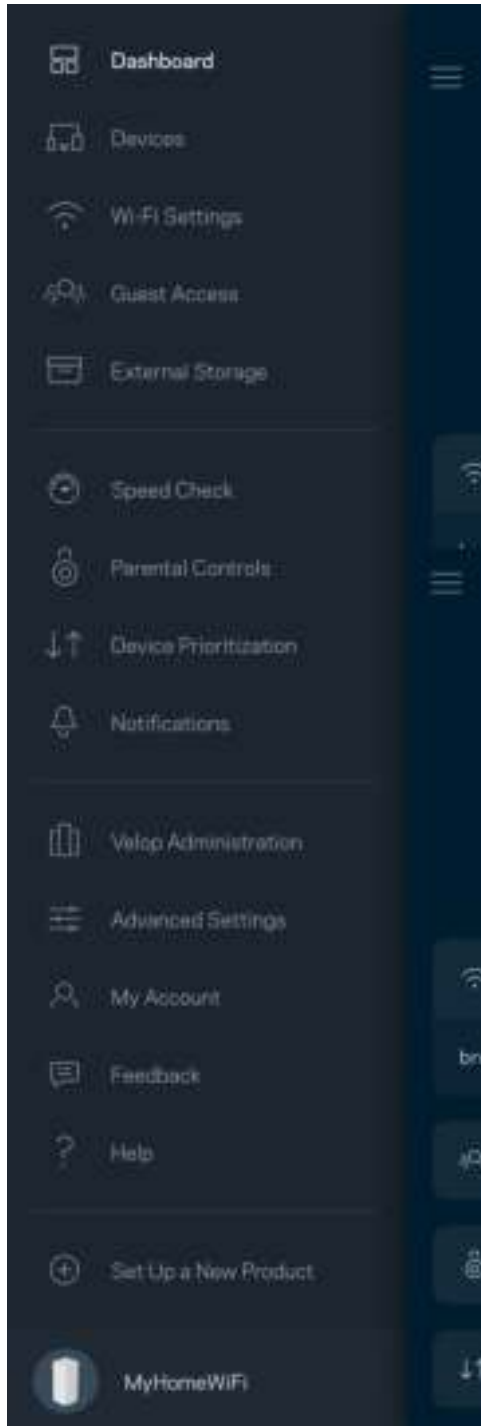 Dashboard
Devices
Wi-Fi Settings
Guest Access
External Storage
Speed Check
Parental Controls
Device Prioritization
Notifications
Velop Administration
Advanced Settings
My Account
Feedback
Help
Set Up a New Product
MyHomeWiFi